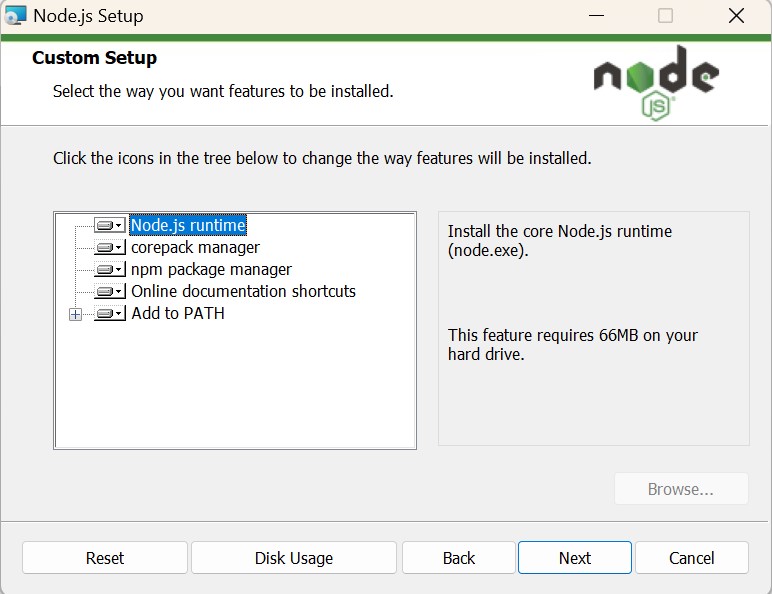 Node.js Setup
Custom Setup
Select the way you want features to be installed.
node
JS
Click the icons in the tree below to change the way features will be installed.
Node.js runtime
corepack manager
npm package manager
Online documentation shortcuts
Add to PATH
Install the core Node.js runtime
(node.exe).
This feature requires 66MB on your
hard drive.
Browse...
Reset
Disk Usage
Back
Next
Cancel